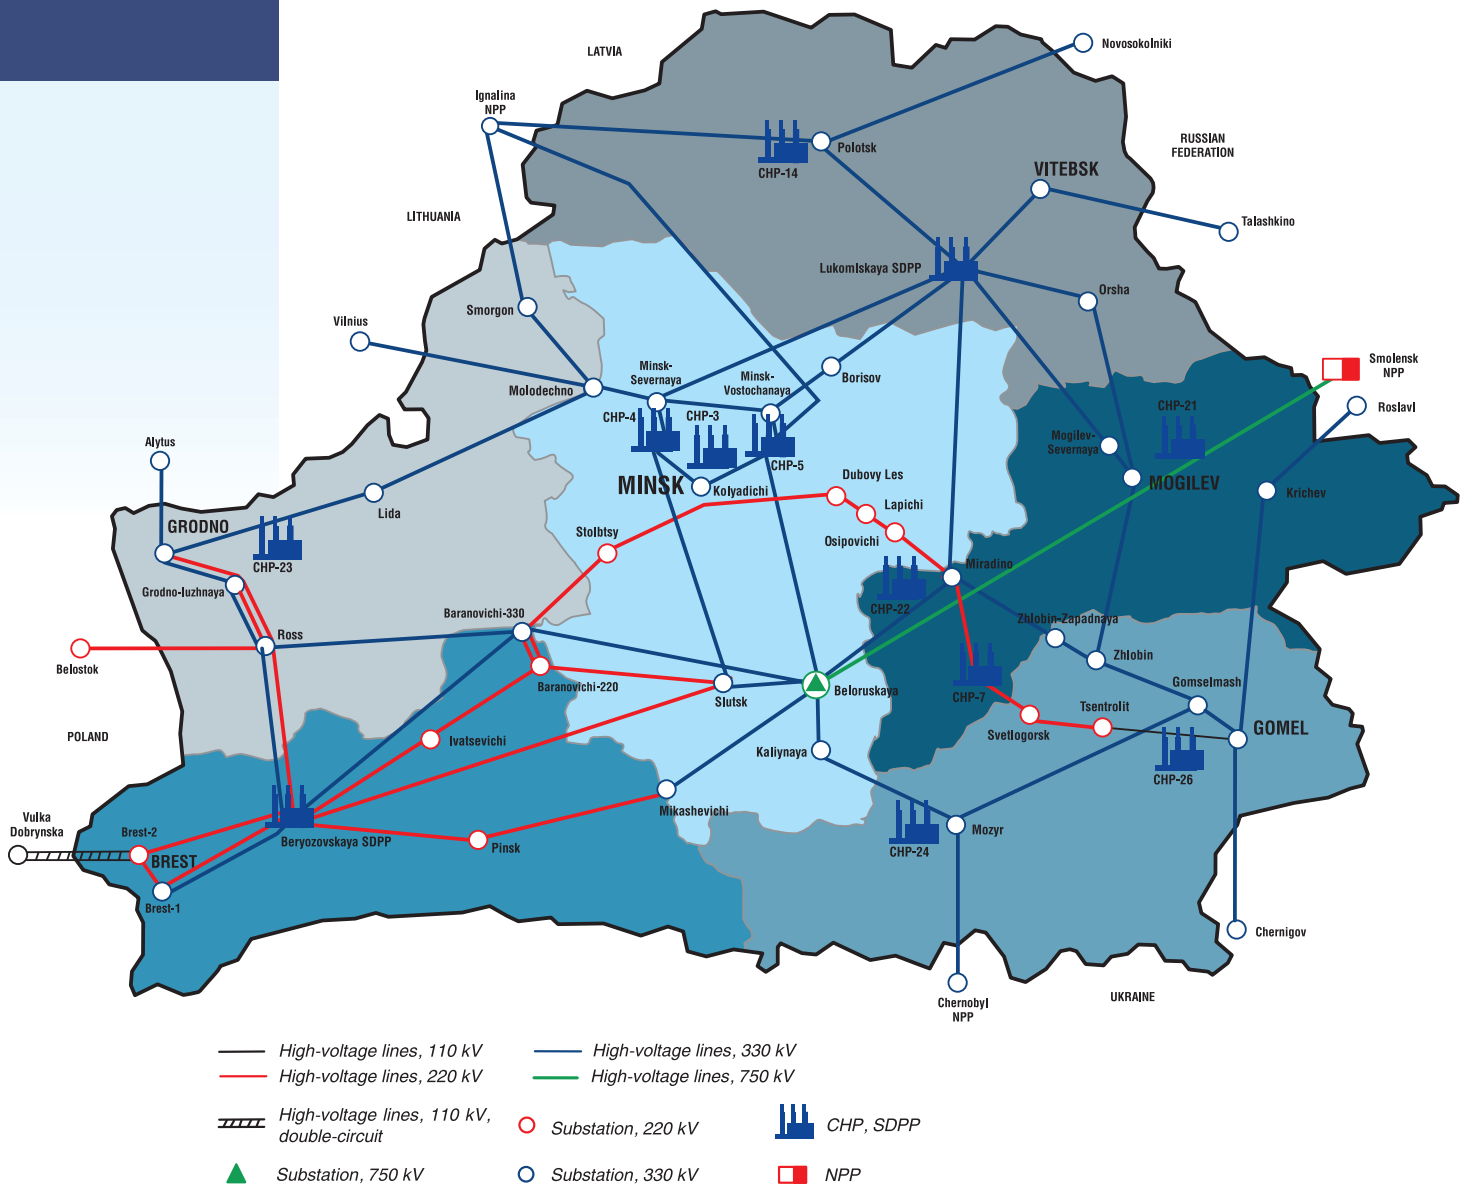 LATVIA
Novosokolniki
Ignalina
NPP
RUSSIAN
FEDERATION
Polotsk
CHP-14
VITEBSK
LITHUANIA
Talashkino
Lukomlskaya SDPP
Orsha
Smorgon
Vilnius
Smolensk
NPP
Minsk-
Severnaya
Minsk-
Vostochanaya
Borisov
Molodechno
CHP-4
CHP-3
CHP-21
Roslavl
Alytus
Mogilev-
Severnaya
CHP-5
Dubovy Les
MINSK
Kolyadichi
MOGILEV
Krichev
Lida
Lapichi
GRODNO
Stolbtsy
Osipovichi
CHP-23
Miradino
Grodno-Iuzhnaya
CHP-22
Baranovichi-330
Zhlobin-Zapadnaya
Ross
Zhlobin
Belostok
Baranovichi-220
Slutsk
Beloruskaya
CHP-7
Gomselmash
Tsentrolit
POLAND
Ivatsevichi
Svetlogorsk
GOMEL
Kaliynaya
CHP-26
Vulka
Dobrynska
Brest-2
Mikashevichi
Beryozovskaya SDPP
Pinsk
CHP-24
Mozyr
BREST
Brest-1
Chernigov
Chernobyl
NPP
UKRAINE
High-voltage lines, 110 kV
High-voltage lines, 330 kV
High-voltage lines, 220 kV
High-voltage lines, 750 kV
High-voltage lines, 110 kV,
double-circuit
Substation, 220 kV
CHP, SDPP
Substation, 750 kV
Substation, 330 kV
NPP